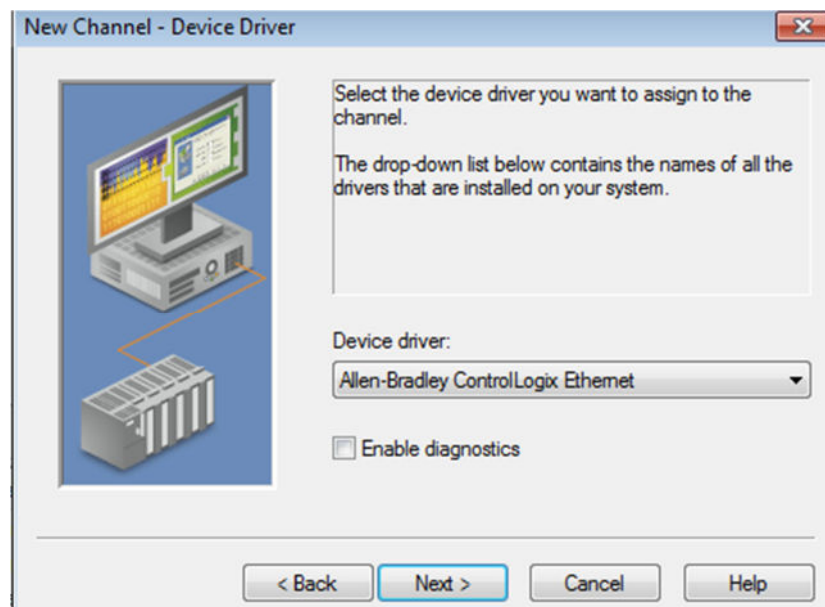 New Channel - Device Driver
Select the device driver you want to assign to the
channel.
The drop-down list below contains the names of all the
drivers that are installed on your system.
Device driver:
Allen-Bradley ControlLogix Ethernet
Enable diagnostics
< Back
Next >
Cancel
Help